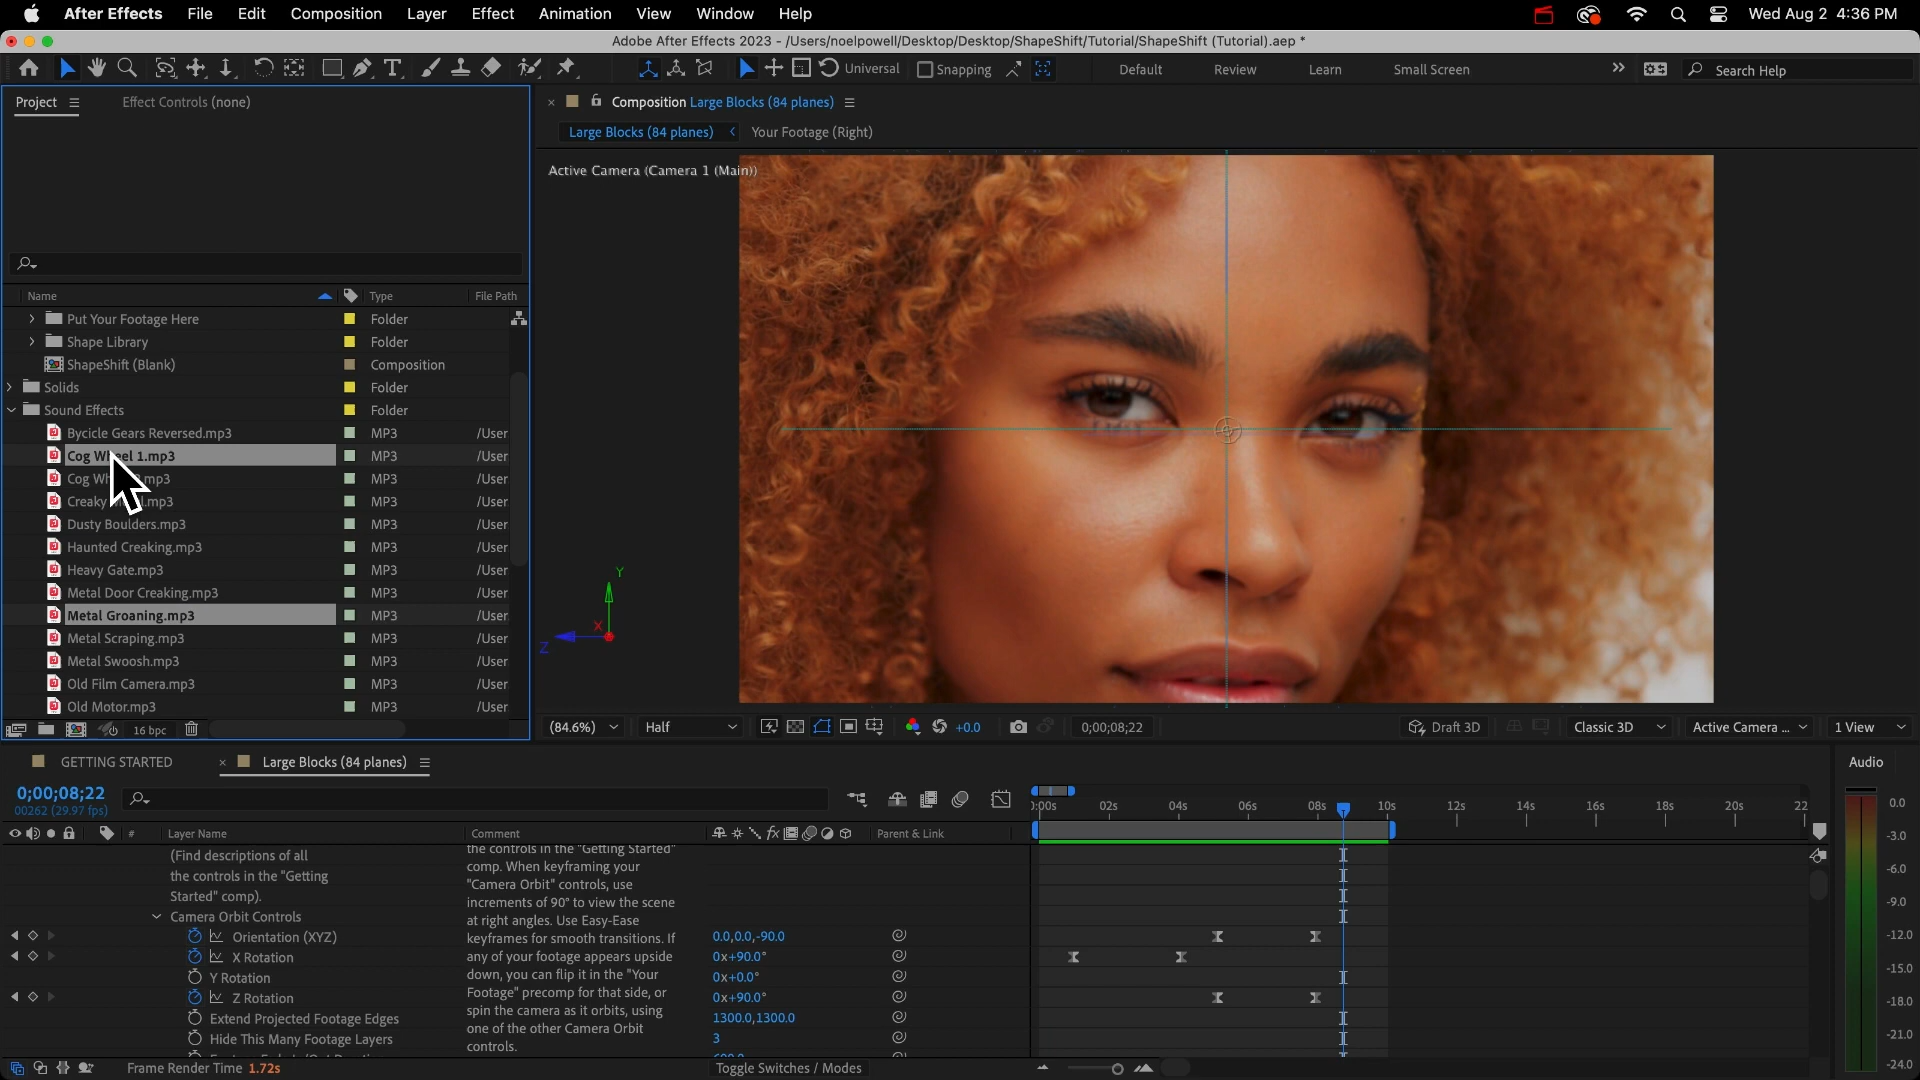 After Effects File Edit Composition Layer Effect Animation View Window Help Wed Aug 2 4:36 PM
Adobe After Effects 2023 - /Users/noelpowell/Desktop/Desktop/ShapeShift/Tutorial/ShapeShift (Tutorial).aep *
Universal Snapping Default Review Learn Small Screen Search Help
Project Effect Controls (none)
Composition Large Blocks (84 planes)
Large Blocks (84 planes) Your Footage (Right)
Active Camera (Camera 1 (Main))
Name Type File Path
Put Your Footage Here Folder
Shape Library Folder
ShapeShift (Blank) Composition
Solids Folder
Sound Effects Folder
Bycicle Gears Reversed.mp3 MP3 /User
Cog Wheel 1.mp3 MP3 /User
Cog Wh .mp3 MP3 /User
Creaky .mp3 MP3 /User
Dusty Boulders.mp3 MP3 /User
Haunted Creaking.mp3 MP3 /User
Heavy Gate.mp3 MP3 /User
Metal Door Creaking.mp3 MP3 /User
Metal Groaning.mp3 MP3 /User
Metal Scraping.mp3 MP3 /User
Metal Swoosh.mp3 MP3 /User
Old Film Camera.mp3 MP3 /User
Old Motor.mp3 MP3 /User
16 bpc
Y
X
Z
(84.6%) Half +0.0 0;00;08;22 Draft 3D Classic 3D Active Camera ... 1 View
GETTING STARTED Large Blocks (84 planes)
0;00;08;22
00262 (29.97 fps)
# Layer Name Comment Parent & Link
(Find descriptions of all
the controls in the "Getting
Started" comp).
the controls in the "Getting Started"
comp. When keyframing your
"Camera Orbit" controls, use
increments of 90° to view the scene
at right angles. Use Easy-Ease
keyframes for smooth transitions. If
any of your footage appears upside
down, you can flip it in the "Your
Footage" precomp for that side, or
spin the camera as it orbits, using
one of the other Camera Orbit
controls.
Camera Orbit Controls
Orientation (XYZ) 0.0,0.0,-90.0
X Rotation 0x+90.0°
Y Rotation 0x+0.0°
Z Rotation 0x+90.0°
Extend Projected Footage Edges 1300.0,1300.0
Hide This Many Footage Layers 3
Frame Render Time 1.72s
Toggle Switches / Modes
):00s 02s 04s 06s 08s 10s 12s 14s 16s 18s 20s 22
Audio
0.0
-3.0
-6.0
-9.0
-12.0
-15.0
-18.0
-21.0
-24.0